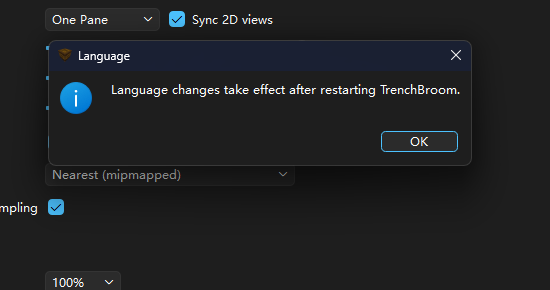 One Pane
Sync 2D views
Language
Language changes take effect after restarting TrenchBroom.
OK
Nearest (mipmapped)
mpling
100%